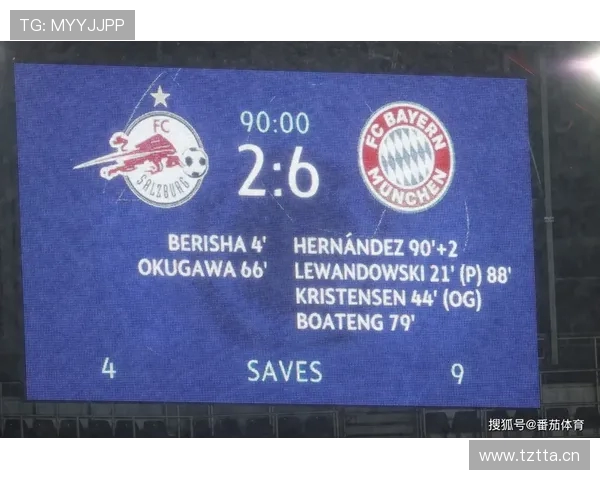 TG: MYYJJPP
FC
SALZBURG
90:00
2:6
FC BAYERN
MÜNCHEN
BERISHA 4'
OKUGAWA 66'
HERNÁNDEZ 90'+2
LEWANDOWSKI 21' (P) 88'
KRISTENSEN 44' (OG)
BOATENG 79'
4
SAVES
9
搜狐号@番茄体育
www.tztta.cn